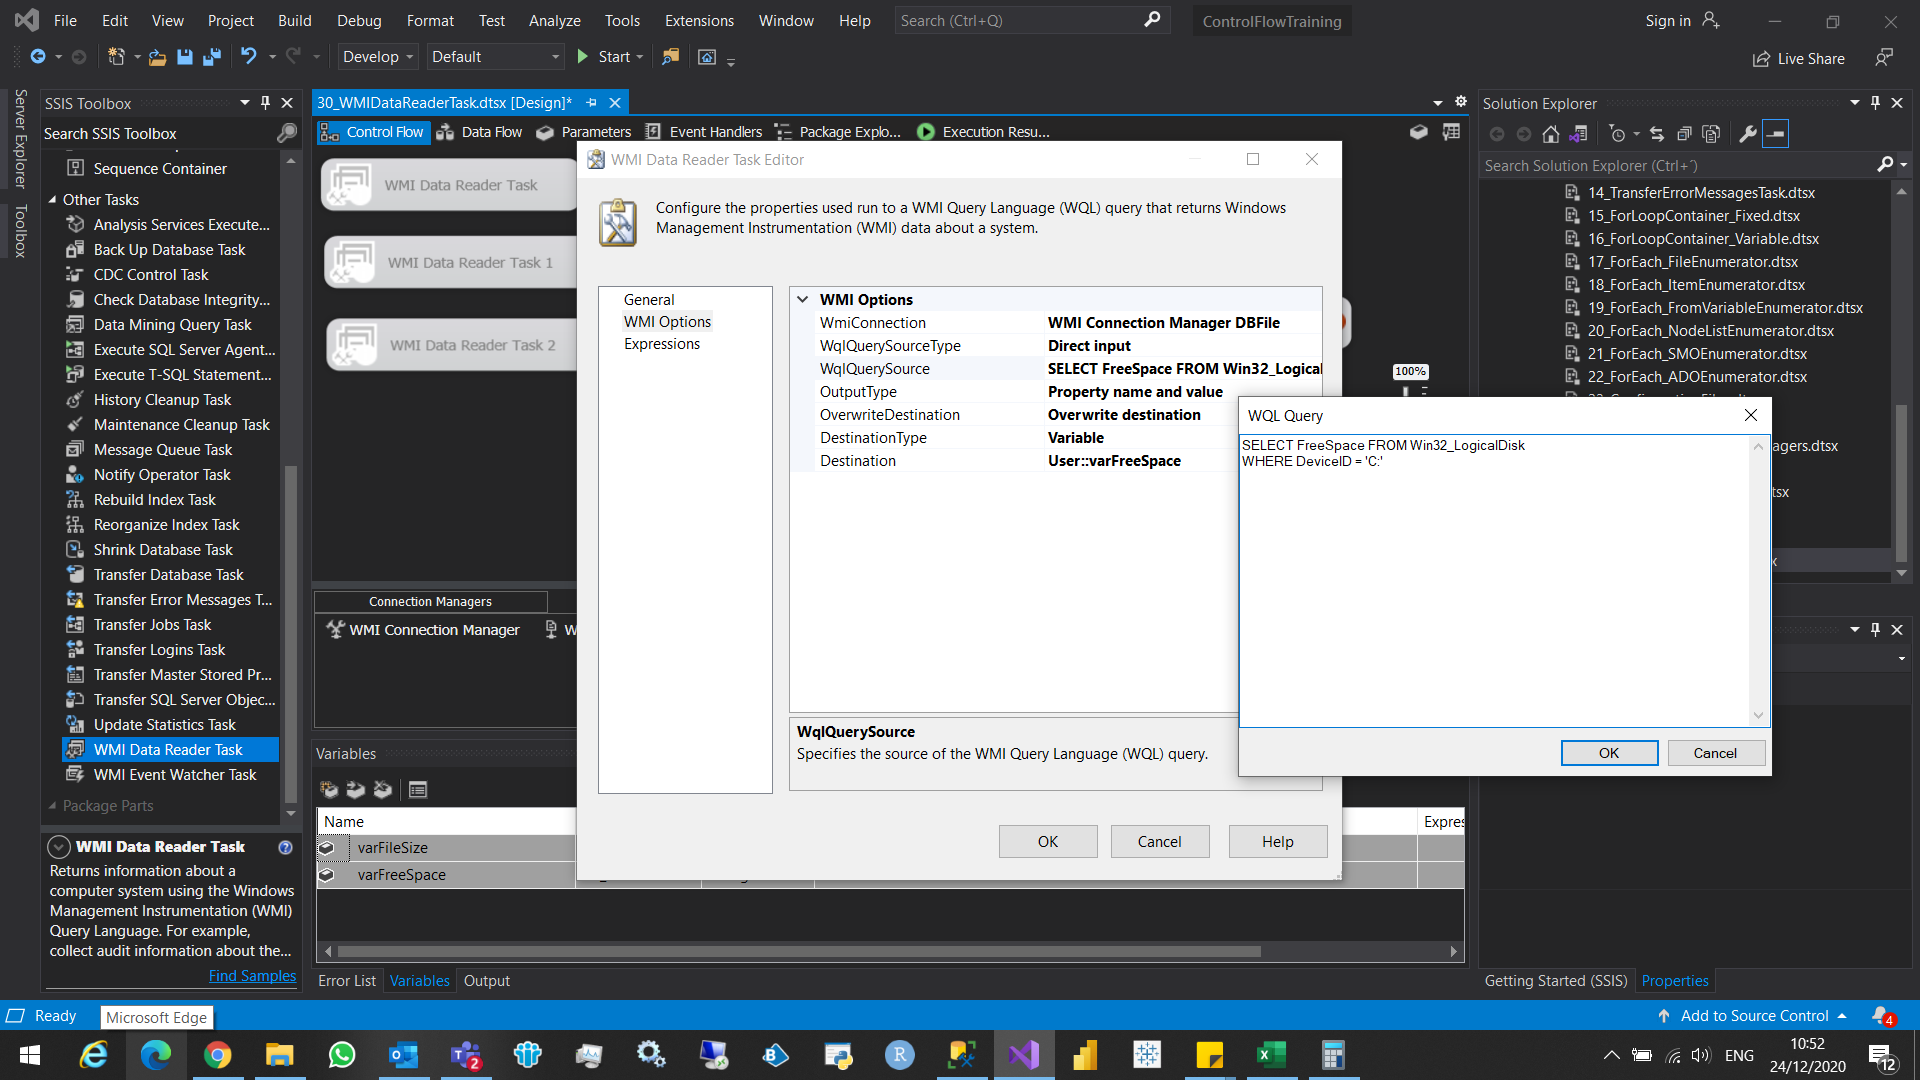 File Edit View Project Build Debug Format Test Analyze Tools Extensions Window Help Search (Ctrl+Q) ControlFlowTraining Sign in
Develop Default Start Live Share
Server Explorer
Toolbox
SSIS Toolbox
Search SSIS Toolbox
Sequence Container
Other Tasks
Analysis Services Execute...
Back Up Database Task
CDC Control Task
Check Database Integrity...
Data Mining Query Task
Execute SQL Server Agent...
Execute T-SQL Statement...
History Cleanup Task
Maintenance Cleanup Task
Message Queue Task
Notify Operator Task
Rebuild Index Task
Reorganize Index Task
Shrink Database Task
Transfer Database Task
Transfer Error Messages T...
Transfer Jobs Task
Transfer Logins Task
Transfer Master Stored Pr...
Transfer SQL Server Objec...
Update Statistics Task
WMI Data Reader Task
WMI Event Watcher Task
Package Parts
WMI Data Reader Task
Returns information about a
computer system using the Windows
Management Instrumentation (WMI)
Query Language. For example,
collect audit information about the...
Find Samples
30_WMIDataReaderTask.dtsx [Design]*
Control Flow Data Flow Parameters Event Handlers Package Explo... Execution Resu...
WMI Data Reader Task
WMI Data Reader Task 1
WMI Data Reader Task 2
100%
Connection Managers
WMI Connection Manager W
Variables
Name Expres
varFileSize
varFreeSpace
Error List Variables Output
WMI Data Reader Task Editor
Configure the properties used run to a WMI Query Language (WQL) query that returns Windows
Management Instrumentation (WMI) data about a system.
General
WMI Options
Expressions
WMI Options
WmiConnection WMI Connection Manager DBFile
WqlQuerySourceType Direct input
WqlQuerySource SELECT FreeSpace FROM Win32_Logical
OutputType Property name and value
OverwriteDestination Overwrite destination
DestinationType Variable
Destination User::varFreeSpace
WqlQuerySource
Specifies the source of the WMI Query Language (WQL) query.
OK Cancel Help
WQL Query
SELECT FreeSpace FROM Win32_LogicalDisk
WHERE DeviceID = 'C:'
OK Cancel
Solution Explorer
Search Solution Explorer (Ctrl+´)
14_TransferErrorMessagesTask.dtsx
15_ForLoopContainer_Fixed.dtsx
16_ForLoopContainer_Variable.dtsx
17_ForEach_FileEnumerator.dtsx
18_ForEach_ItemEnumerator.dtsx
19_ForEach_FromVariableEnumerator.dtsx
20_ForEach_NodeListEnumerator.dtsx
21_ForEach_SMOEnumerator.dtsx
22_ForEach_ADOEnumerator.dtsx
agers.dtsx
tsx
x
Getting Started (SSIS) Properties
Ready Add to Source Control 4
Microsoft Edge
2 ENG 10:52
24/12/2020 12